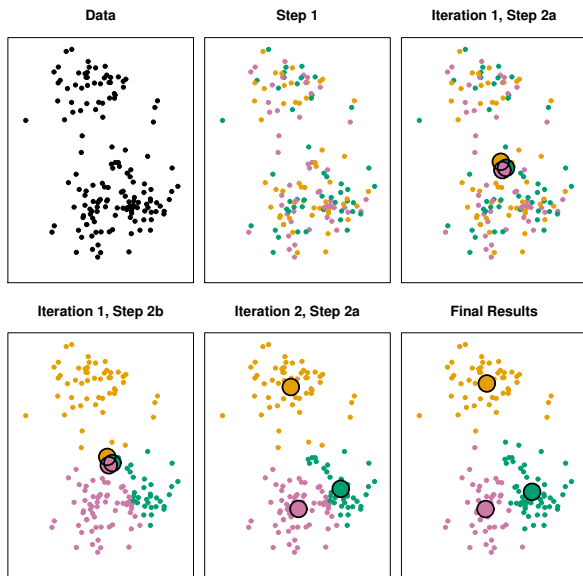 Data
Step 1
Iteration 1, Step 2a
Iteration 1, Step 2b
Iteration 2, Step 2a
Final Results